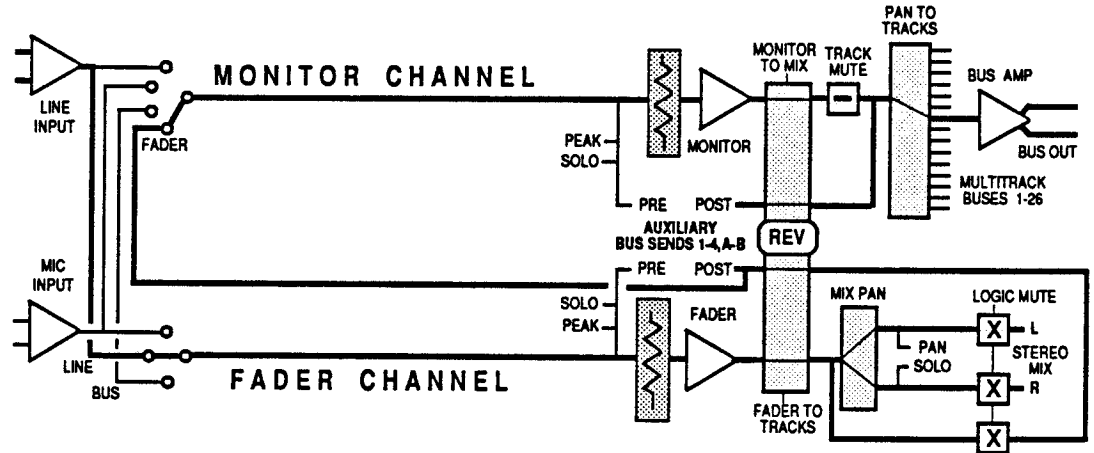 PAN TO
TRACKS
MONITOR
TO MIX
TRACK
MUTE
BUS AMP
MONITOR CHANNEL
LINE
INPUT
FADER
PEAK
SOLO
MONITOR
BUS OUT
MULTITRACK
BUSES 1-26
PRE
POST
AUXILIARY
BUS SENDS 1-4, A-B
REV
PRE
POST
MIC
INPUT
SOLO
PEAK
FADER
MIX PAN
LOGIC MUTE
X
L
PAN
SOLO
STEREO
MIX
X
R
LINE
BUS
FADER CHANNEL
FADER TO
TRACKS
X